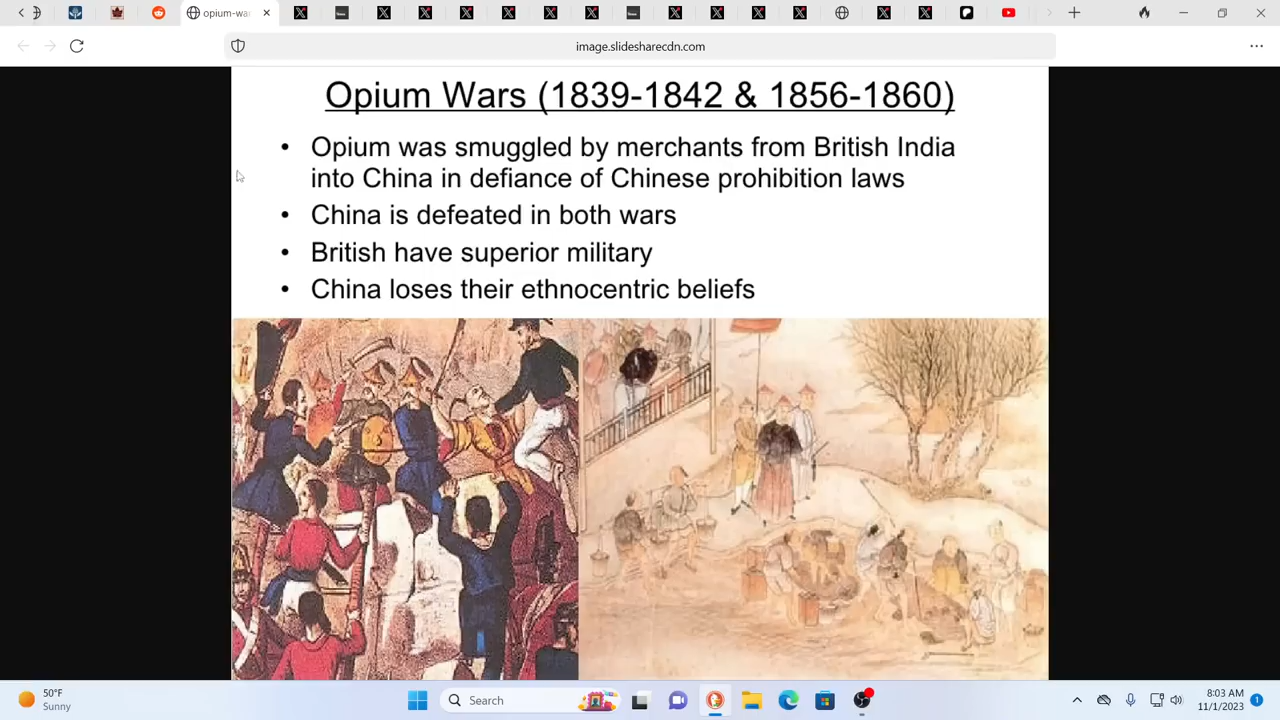 opium-wa
image.slidesharecdn.com
Opium Wars (1839-1842 & 1856-1860)
• Opium was smuggled by merchants from British India
into China in defiance of Chinese prohibition laws
• China is defeated in both wars
• British have superior military
• China loses their ethnocentric beliefs
50°F
Sunny
Search
8:03 AM
11/1/2023
1